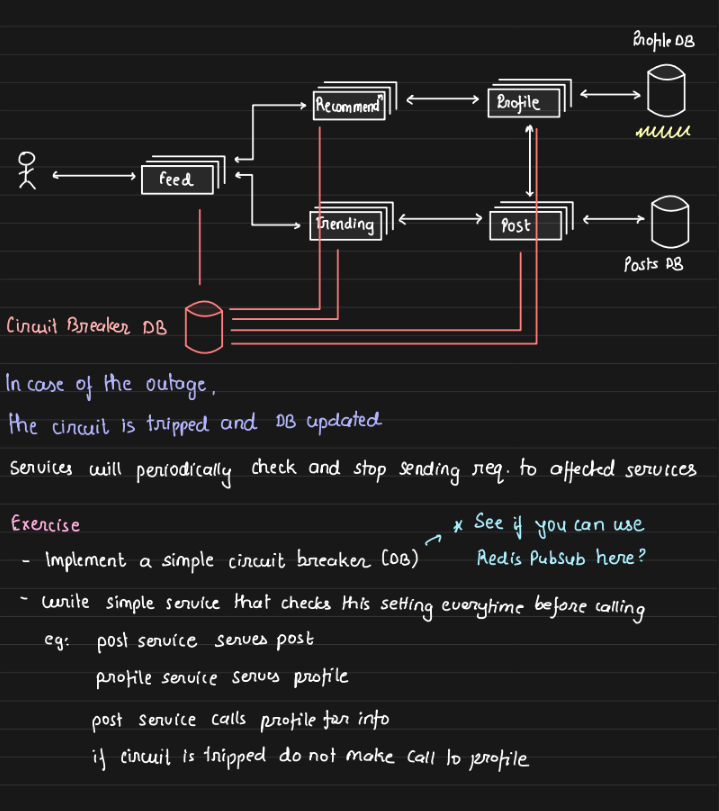 Profile DB
Recommendⁿ
Profile
Feed
Trending
Post
Posts DB
Circuit Breaker DB
In case of the outage,
the circuit is tripped and DB updated
Services will periodically check and stop sending req. to affected services
Exercise
* See if you can use
- Implement a simple circuit breaker (DB)
Redis PubSub here?
- write simple service that checks this setting everytime before calling
eg: post service serves post
profile service serves profile
post service calls profile for info
if circuit is tripped do not make call to profile